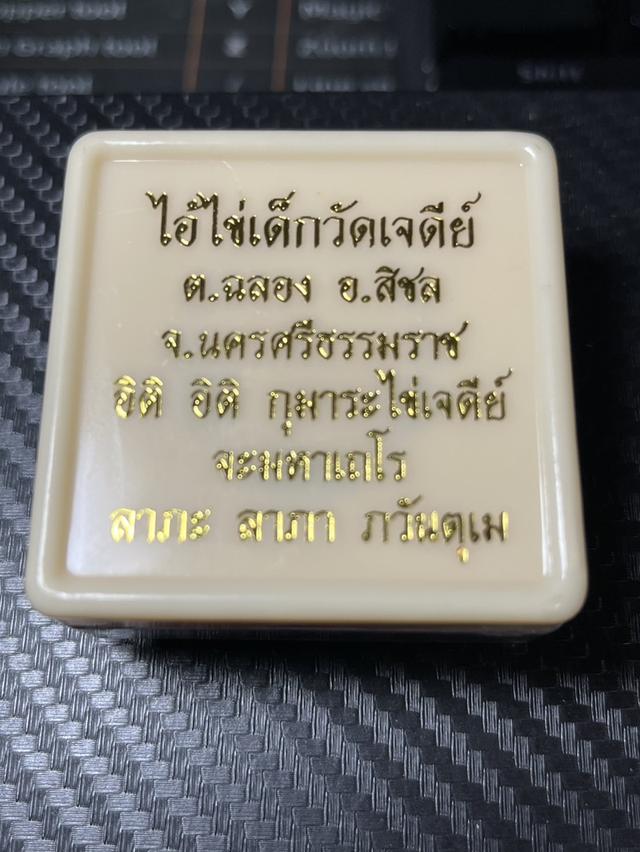 ไอ้ไข่เด็กวัดเจดีย์
ต.ฉลอง อ.สิชล
จ.นครศรีธรรมราช
อิติ อิติ กุมาระไข่เจดีย์
จะมหาเถโร
ลาภะ ลาภา ภวันตุเม